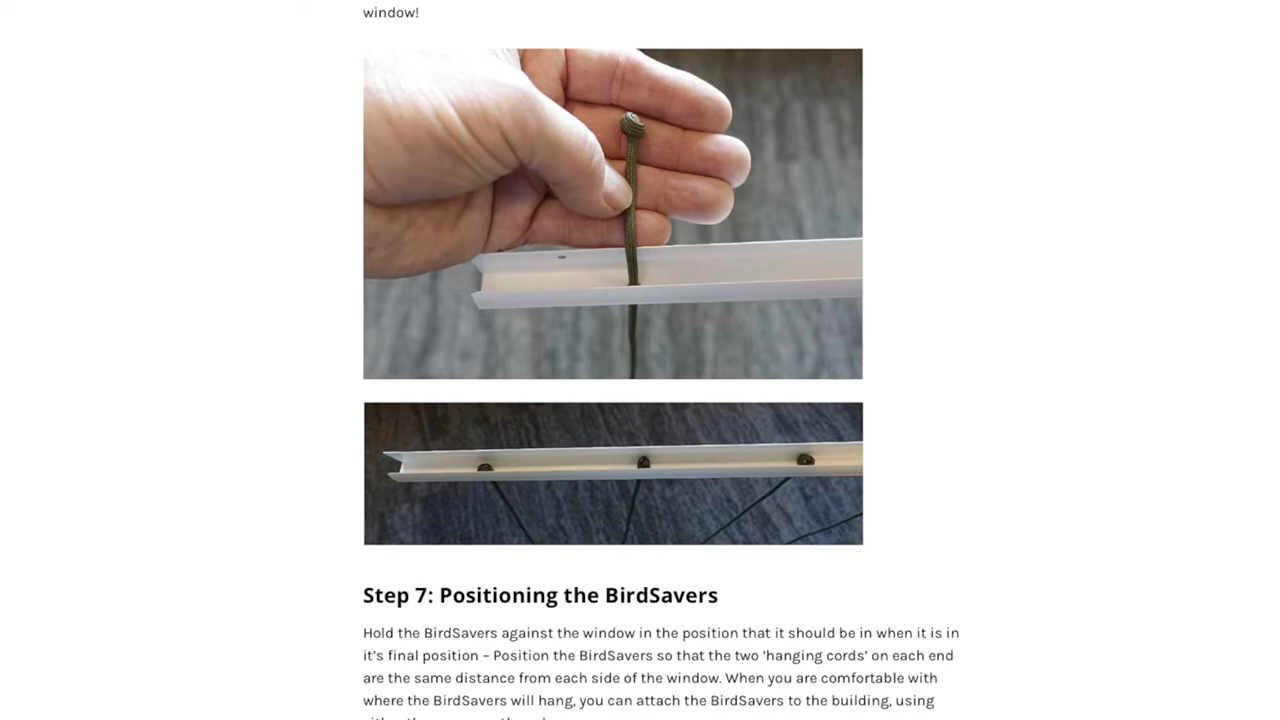 window!
Step 7: Positioning the BirdSavers
Hold the BirdSavers against the window in the position that it should be in when it is in
it’s final position – Position the BirdSavers so that the two ‘hanging cords’ on each end
are the same distance from each side of the window. When you are comfortable with
where the BirdSavers will hang, you can attach the BirdSavers to the building, using